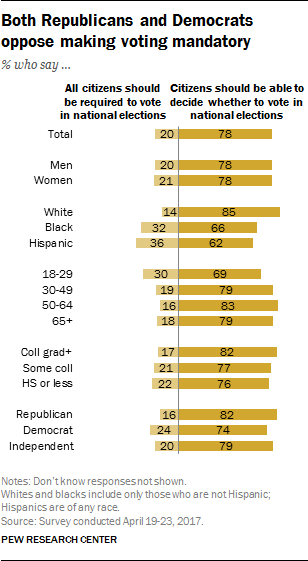 Both Republicans and Democrats
oppose making voting mandatory
% who say ...
All citizens should Citizens should be able to
be required to vote decide whether to vote in
in national elections national elections
Total 20 78
Men 20 78
Women 21 78
White 14 85
Black 32 66
Hispanic 36 62
18-29 30 69
30-49 19 79
50-64 16 83
65+ 18 79
Coll grad+ 17 82
Some coll 21 77
HS or less 22 76
Republican 16 82
Democrat 24 74
Independent 20 79
Notes: Don't know responses not shown.
Whites and blacks include only those who are not Hispanic;
Hispanics are of any race.
Source: Survey conducted April 19-23, 2017.
PEW RESEARCH CENTER